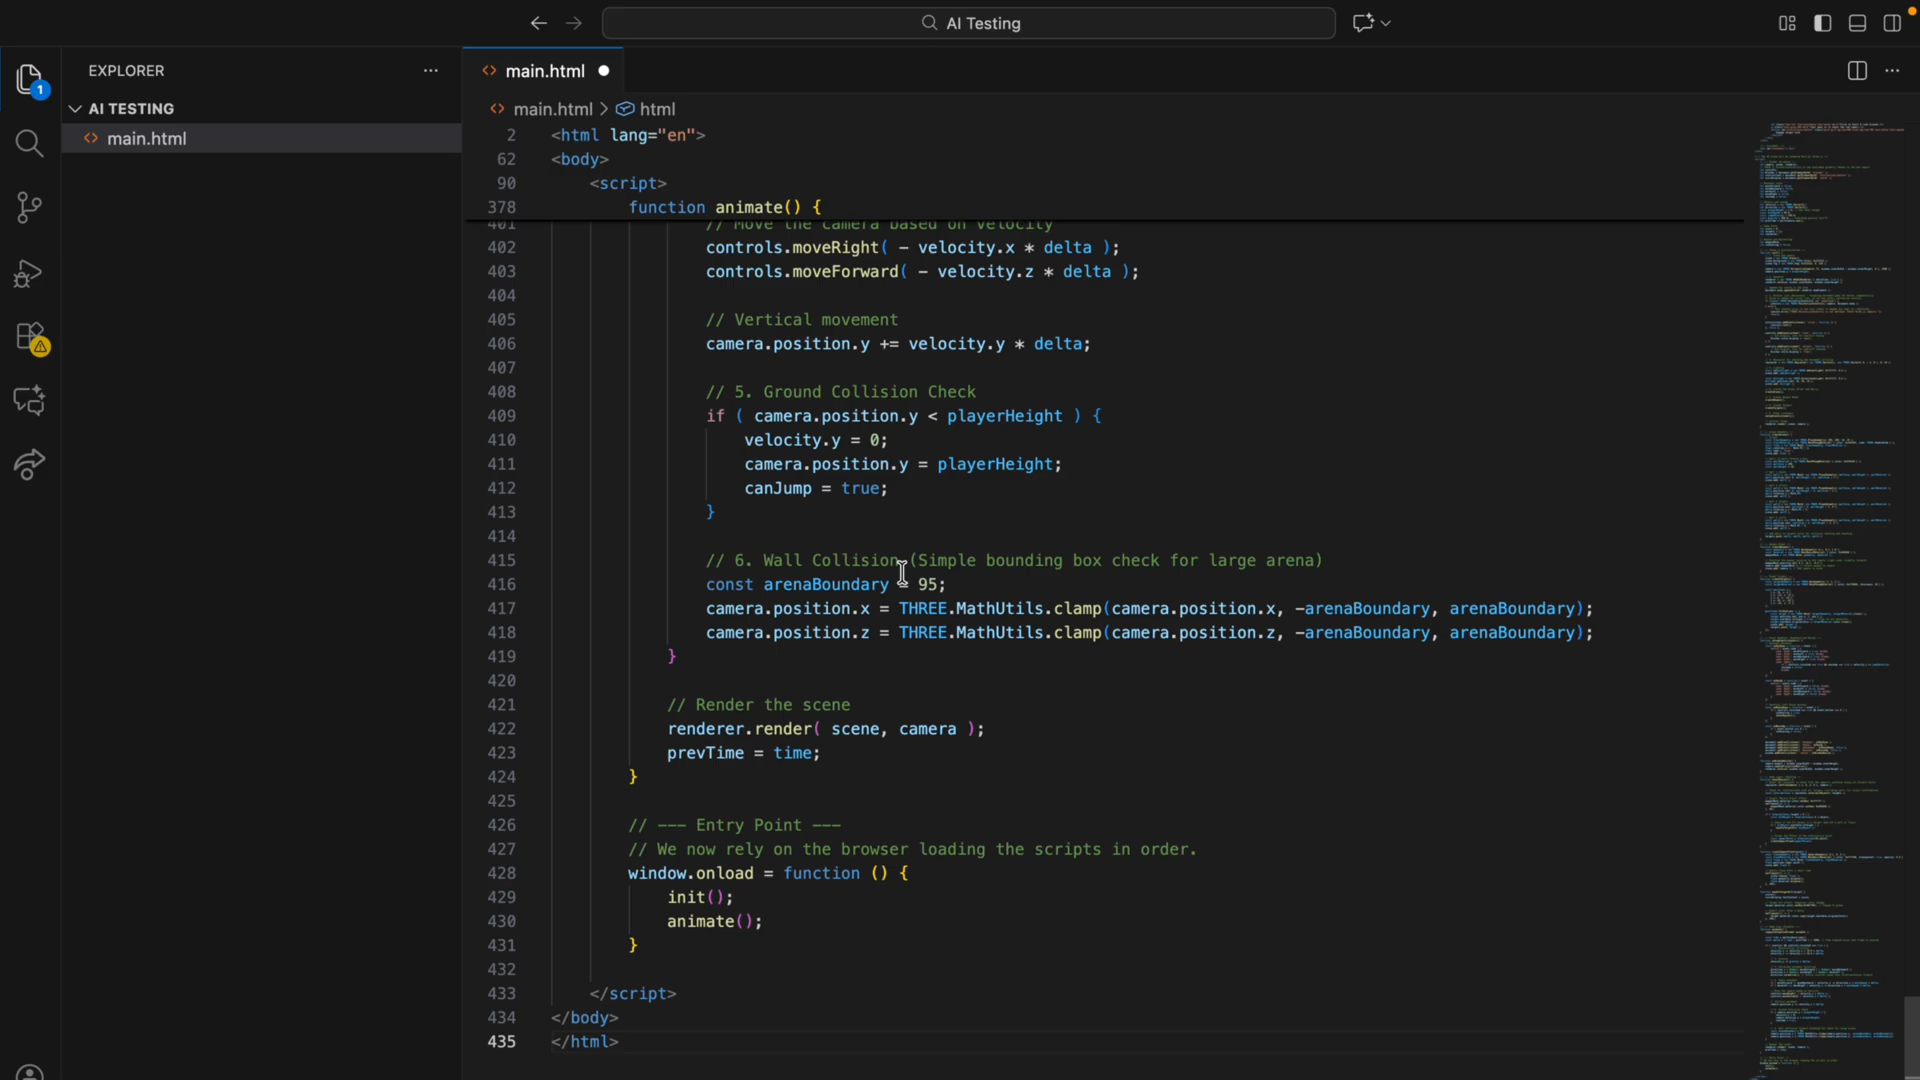 AI Testing
EXPLORER
AI TESTING
main.html
1
main.html
main.html > html
2 <html lang="en">
62 <body>
90 <script>
378 function animate() {
401 // Move the camera based on velocity
402 controls.moveRight( - velocity.x * delta );
403 controls.moveForward( - velocity.z * delta );
404
405 // Vertical movement
406 camera.position.y += velocity.y * delta;
407
408 // 5. Ground Collision Check
409 if ( camera.position.y < playerHeight ) {
410 velocity.y = 0;
411 camera.position.y = playerHeight;
412 canJump = true;
413 }
414
415 // 6. Wall Collision (Simple bounding box check for large arena)
416 const arenaBoundary = 95;
417 camera.position.x = THREE.MathUtils.clamp(camera.position.x, -arenaBoundary, arenaBoundary);
418 camera.position.z = THREE.MathUtils.clamp(camera.position.z, -arenaBoundary, arenaBoundary);
419 }
420
421 // Render the scene
422 renderer.render( scene, camera );
423 prevTime = time;
424 }
425
426 // --- Entry Point ---
427 // We now rely on the browser loading the scripts in order.
428 window.onload = function () {
429 init();
430 animate();
431 }
432
433 </script>
434 </body>
435 </html>